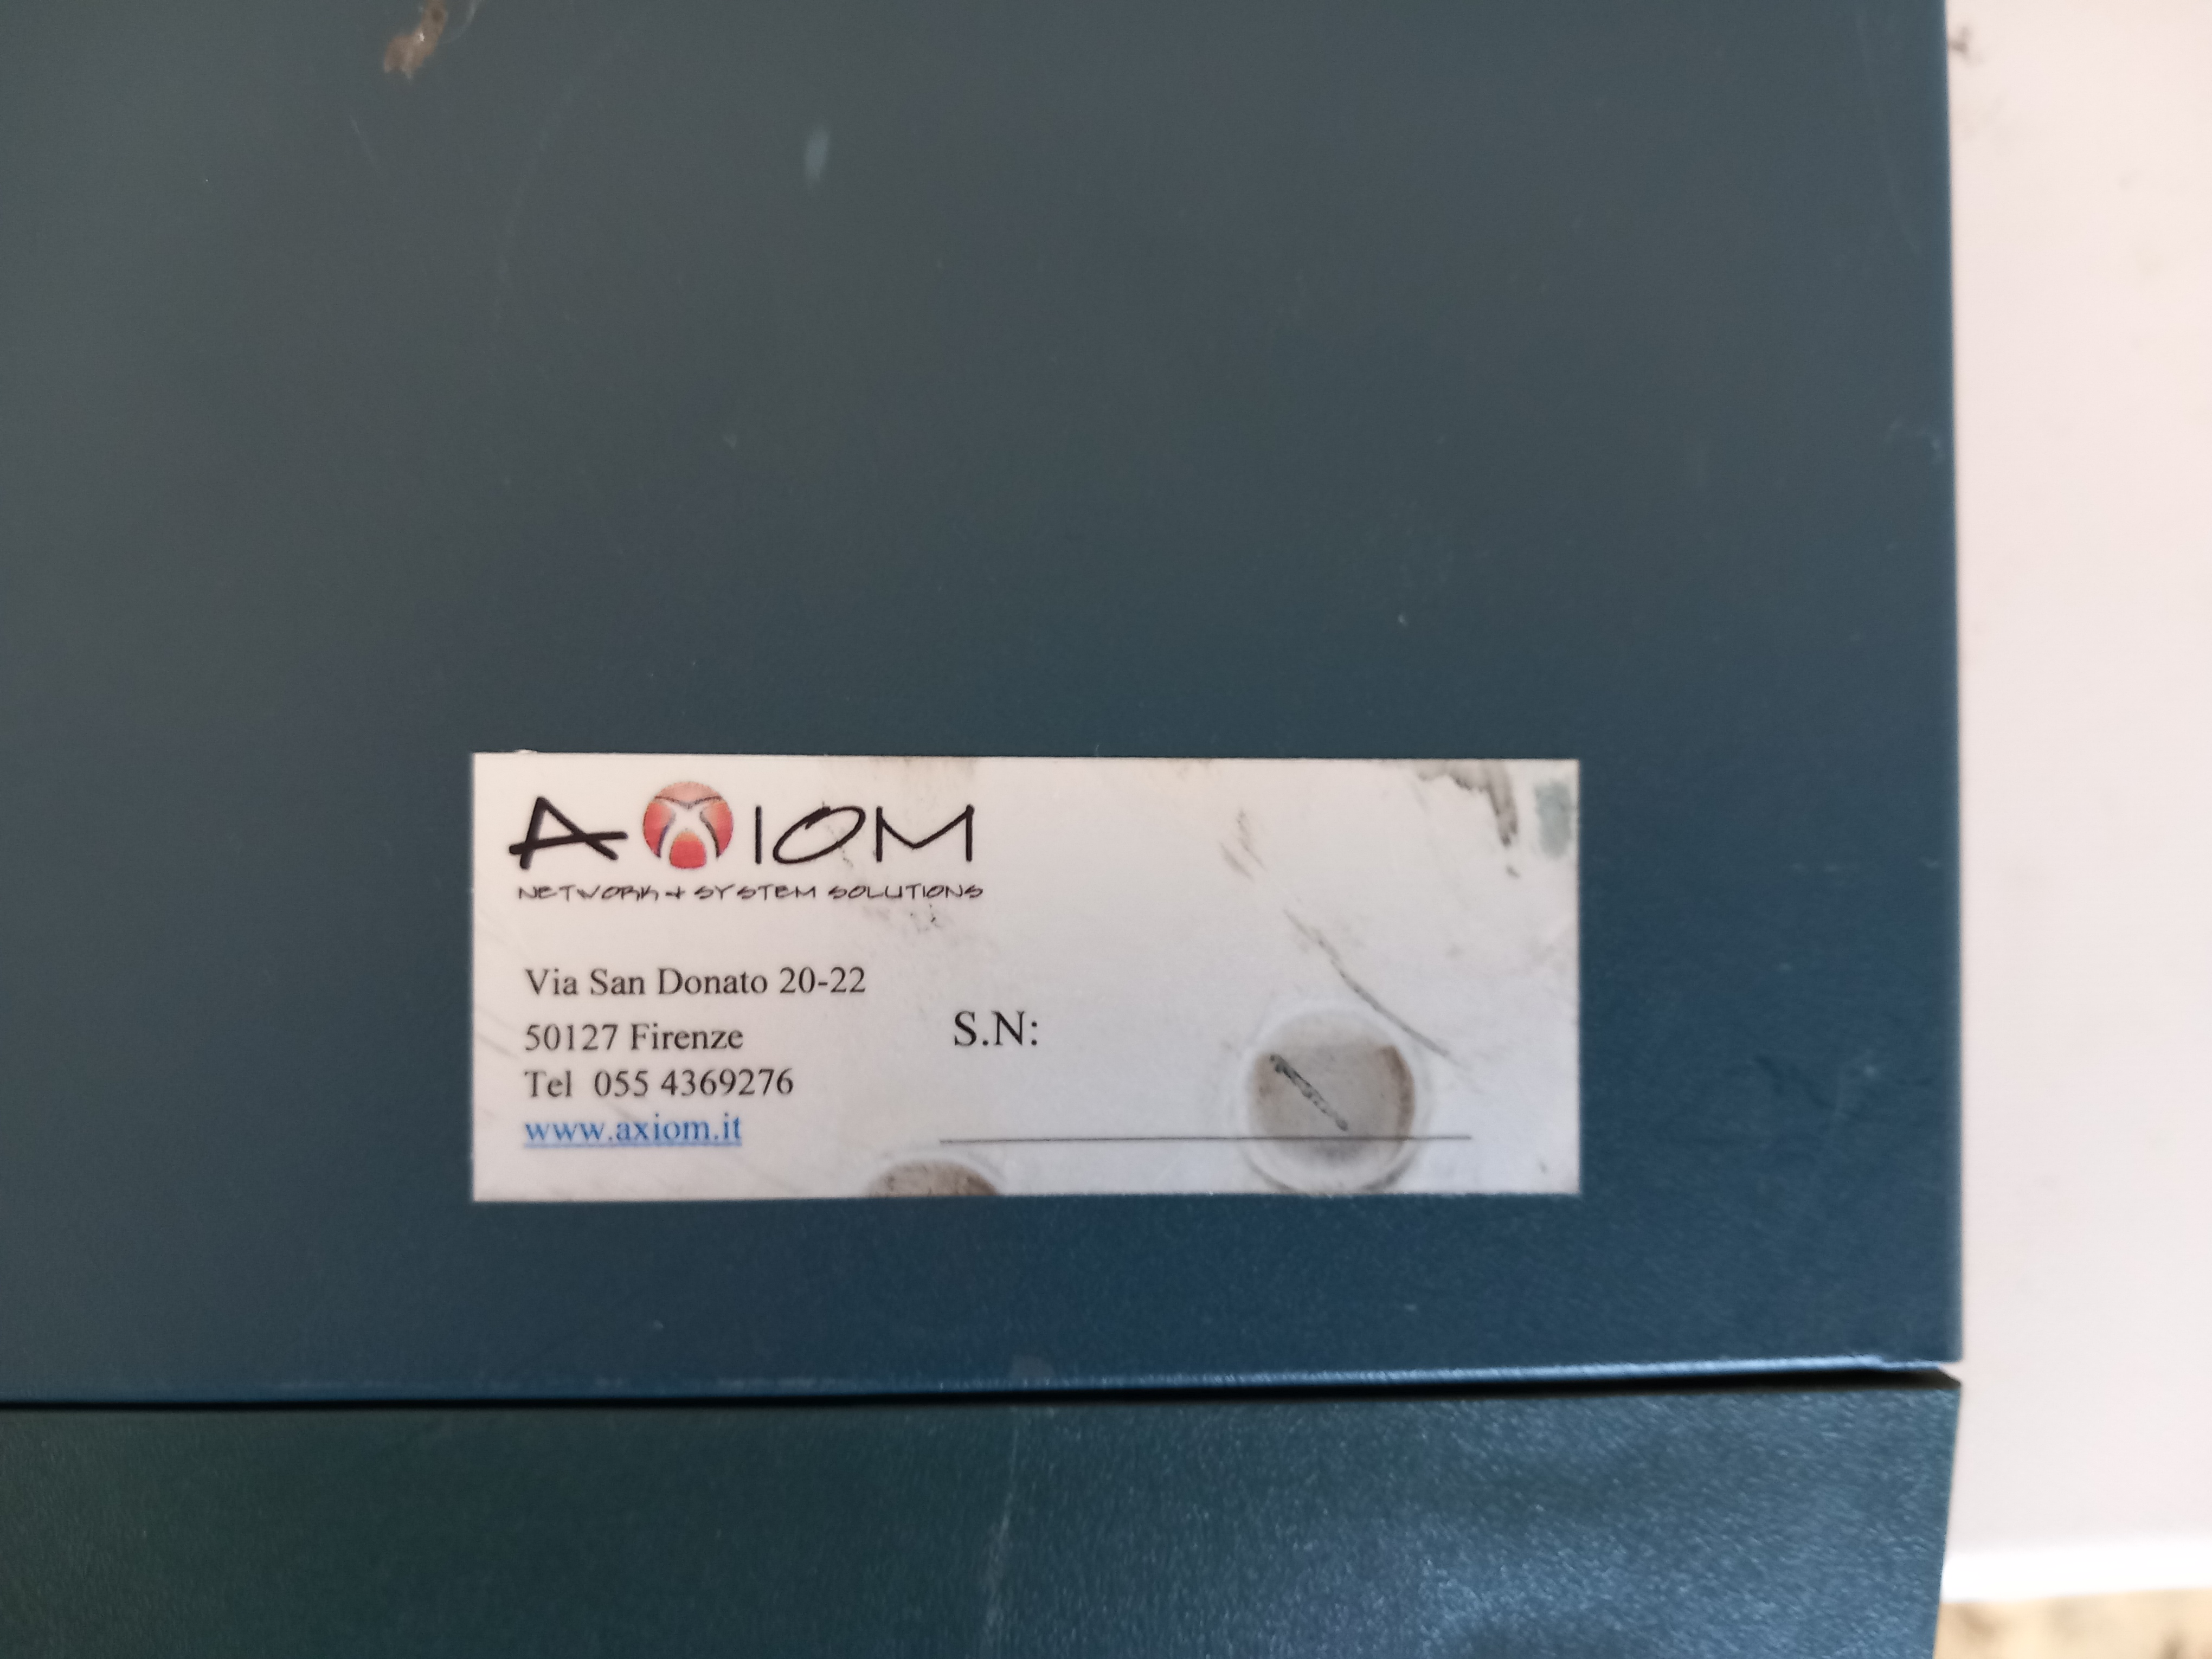 AXIOM
NETWORK + SYSTEM SOLUTIONS
Via San Donato 20-22
50127 Firenze
Tel 055 4369276
www.axiom.it
S.N: